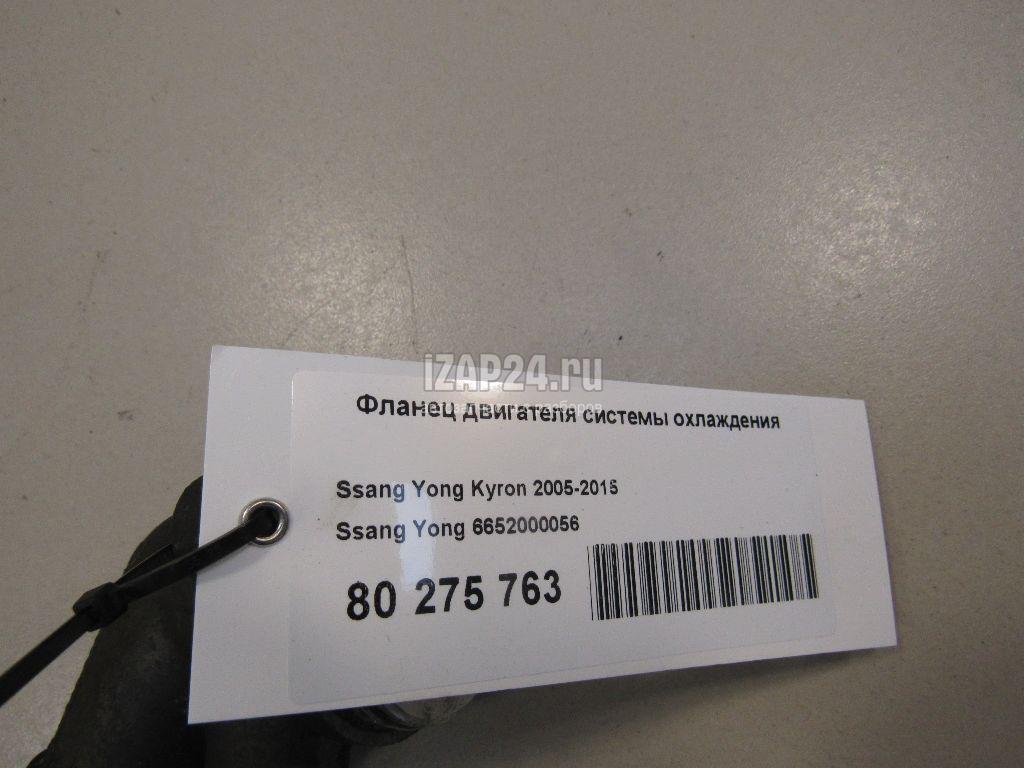 iZAP24.ru
Фланец двигателя системы охлаждения
Ssang Yong Kyron 2005-2015
Ssang Yong 6652000056
80 275 763